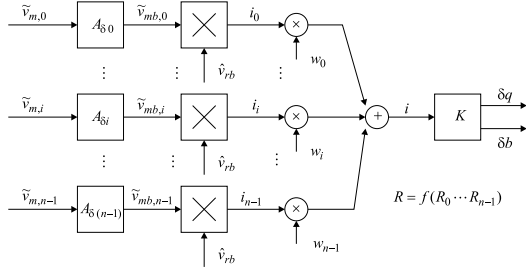 ṽ_{m,0} A_{δ0} ṽ_{mb,0} i_0 × w_0
v̂_{rb}
⋮ ⋮ ⋮
ṽ_{m,i} A_{δi} ṽ_{mb,i} i_i × w_i + i K δq
δb
v̂_{rb}
⋮ ⋮ ⋮
ṽ_{m,n−1} A_{δ(n−1)} ṽ_{mb,n−1} i_{n−1} × w_{n−1}
v̂_{rb}
R = f(R_0 ⋯ R_{n−1})